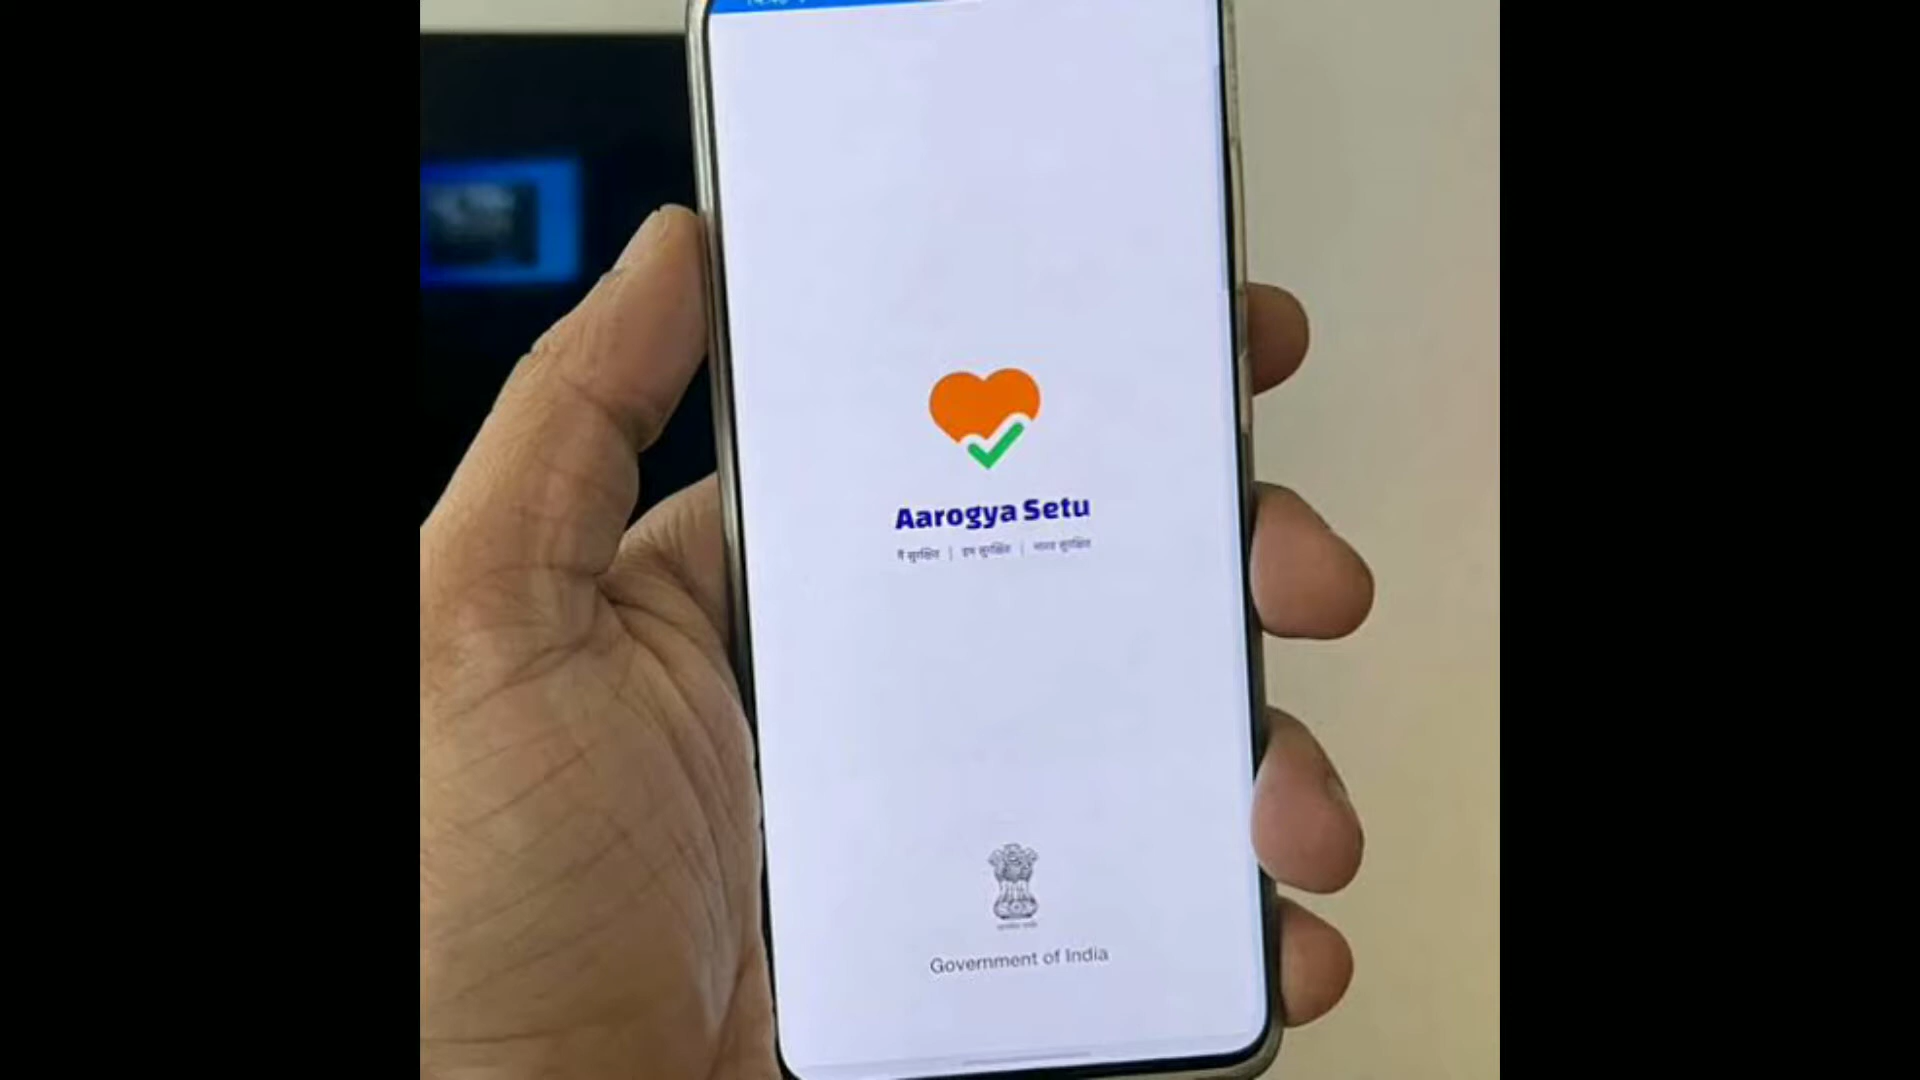 Aarogya Setu
मैं सुरक्षित | हम सुरक्षित | भारत सुरक्षित
Government of India